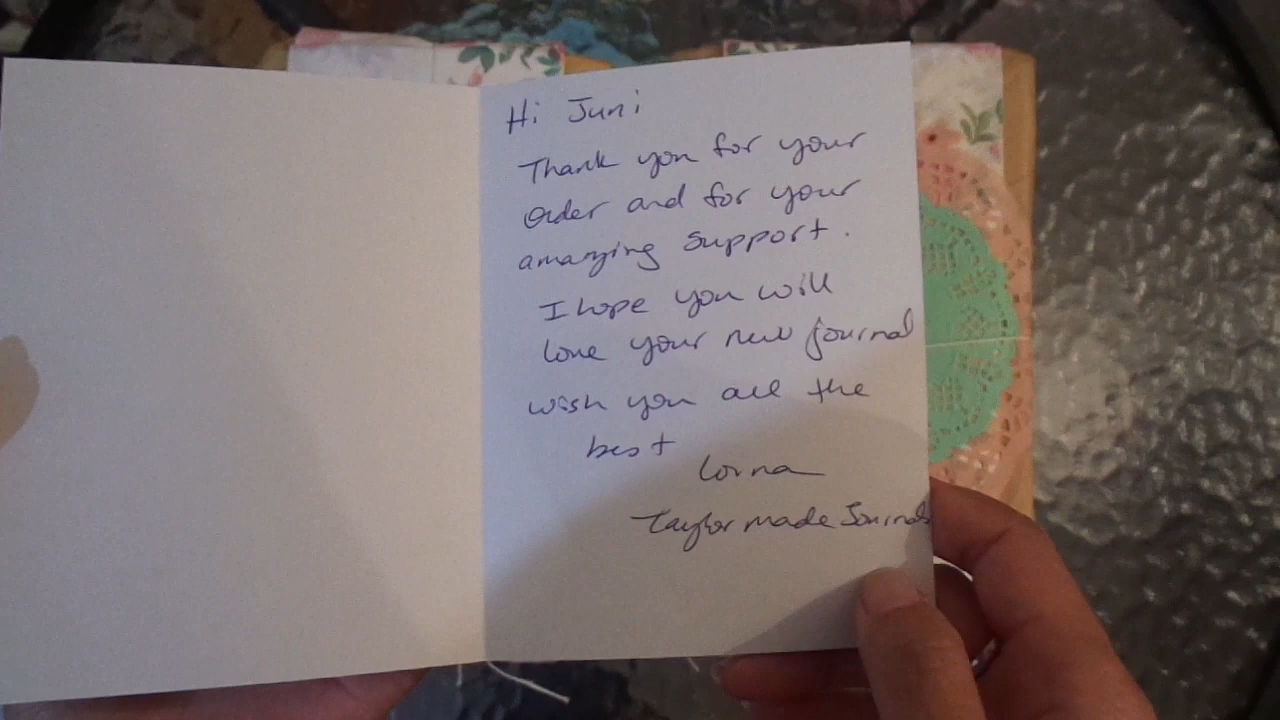 Hi Juni
Thank you for your
order and for your
amazing support.
I hope you will
love your new journal
wish you all the
best
Lorna
Taylor made Journals